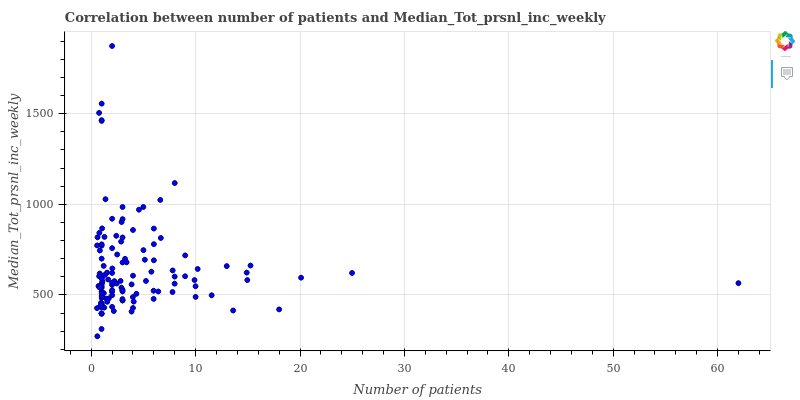 Correlation between number of patients and Median_Tot_prsnl_inc_weekly
Median_Tot_prsnl_inc_weekly
1500
1000
500
0 10 20 30 40 50 60
Number of patients